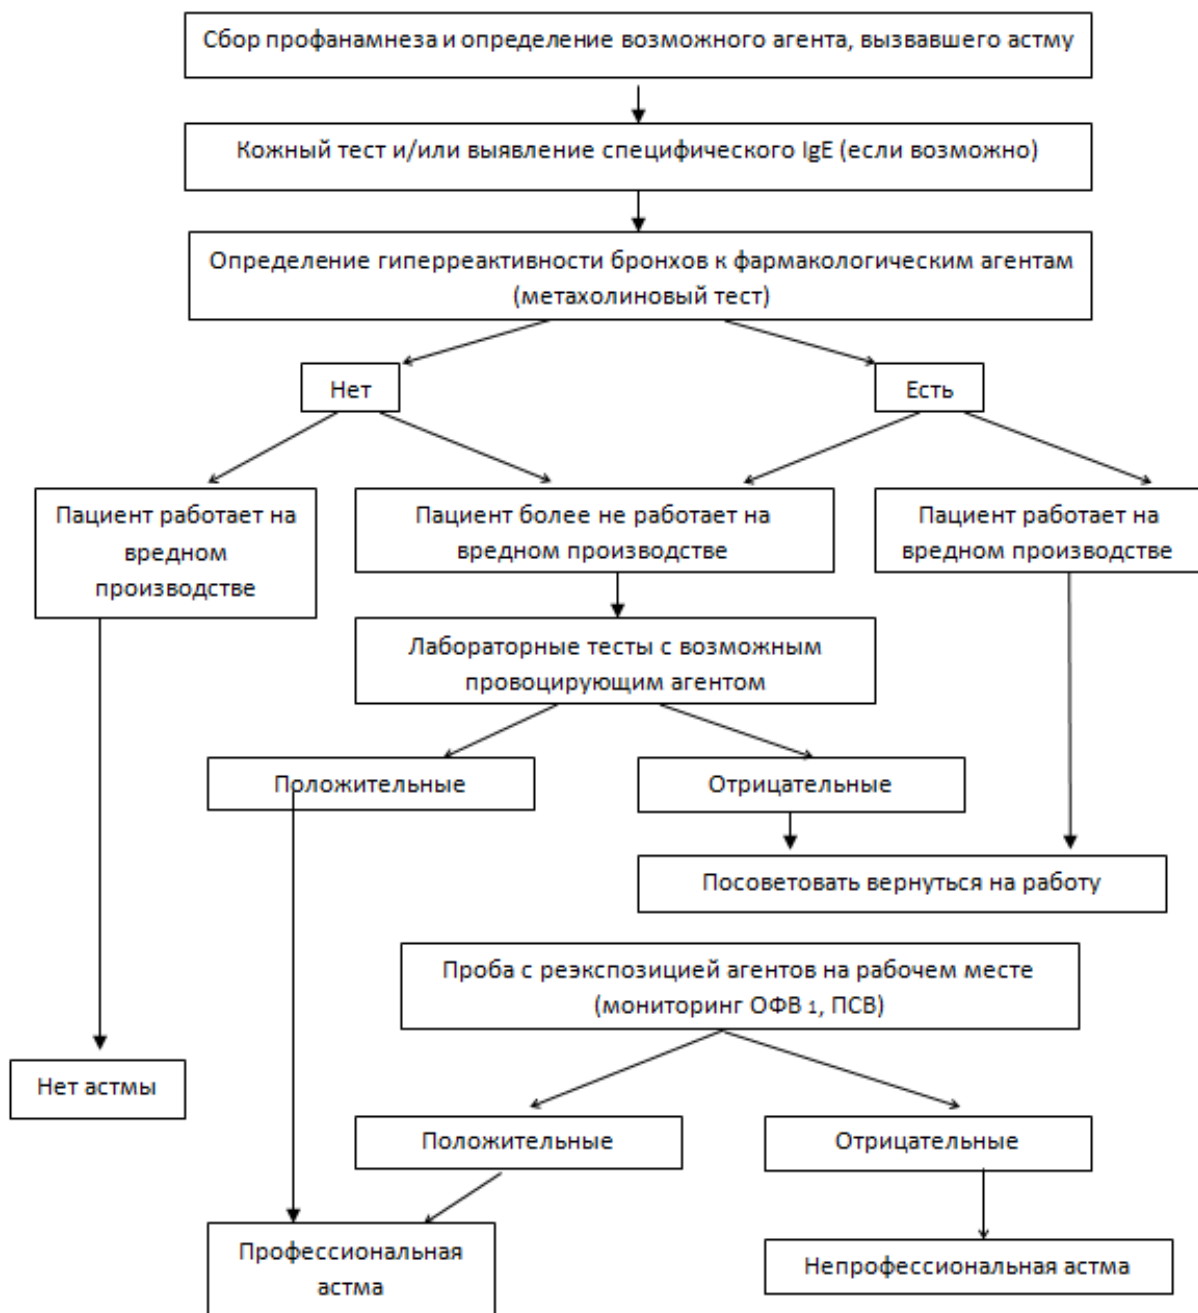 Сбор профанамнеза и определение возможного агента, вызвавшего астму
Кожный тест и/или выявление специфического IgE (если возможно)
Определение гиперреактивности бронхов к фармакологическим агентам
(метахолиновый тест)
Нет
Есть
Пациент работает на
вредном
производстве
Пациент более не работает на
вредном производстве
Пациент работает на
вредном производстве
Лабораторные тесты с возможным
провоцирующим агентом
Положительные
Отрицательные
Посоветовать вернуться на работу
Проба с реэкспозицией агентов на рабочем месте
(мониторинг ОФВ 1, ПСВ)
Нет астмы
Положительные
Отрицательные
Профессиональная
астма
Непрофессиональная астма